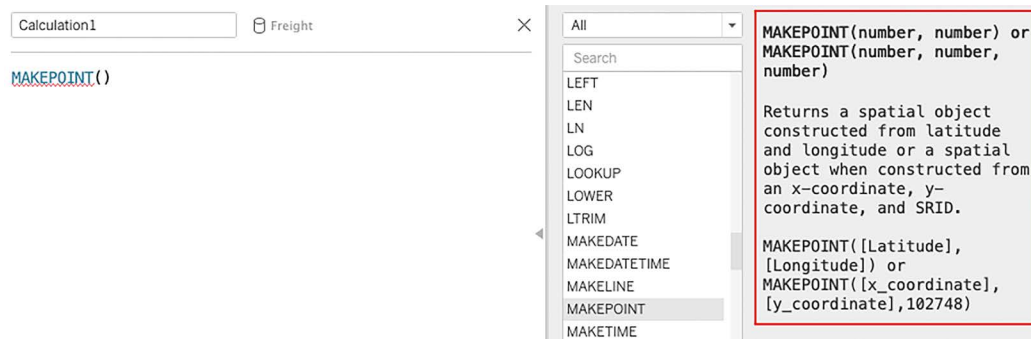 Calculation1
Freight
MAKEPOINT()
All
Search
LEFT
LEN
LN
LOG
LOOKUP
LOWER
LTRIM
MAKEDATE
MAKEDATETIME
MAKELINE
MAKEPOINT
MAKETIME
MAKEPOINT(number, number) or
MAKEPOINT(number, number,
number)
Returns a spatial object
constructed from latitude
and longitude or a spatial
object when constructed from
an x-coordinate, y-
coordinate, and SRID.
MAKEPOINT([Latitude],
[Longitude]) or
MAKEPOINT([x_coordinate],
[y_coordinate],102748)